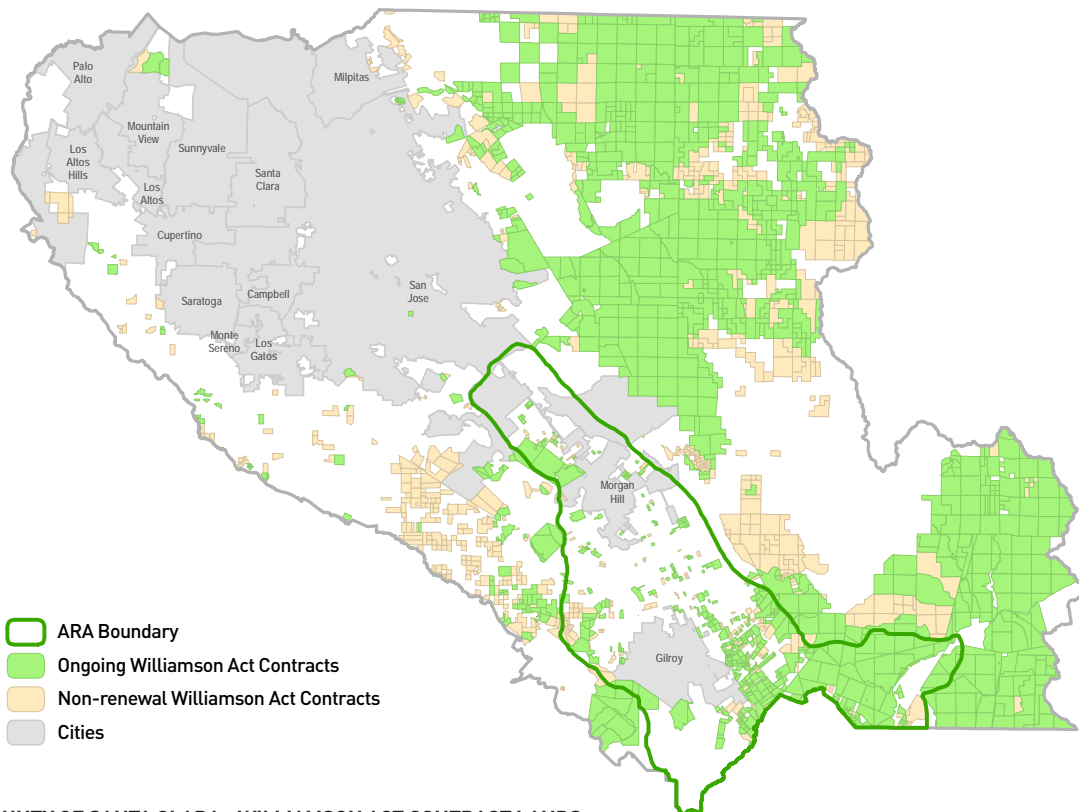 Palo
Alto
Milpitas
Mountain
View
Sunnyvale
Los
Altos
Hills
Santa
Clara
Los
Altos
Cupertino
San
Jose
Saratoga
Campbell
Monte
Sereno
Los
Gatos
Morgan
Hill
Gilroy
ARA Boundary
Ongoing Williamson Act Contracts
Non-renewal Williamson Act Contracts
Cities